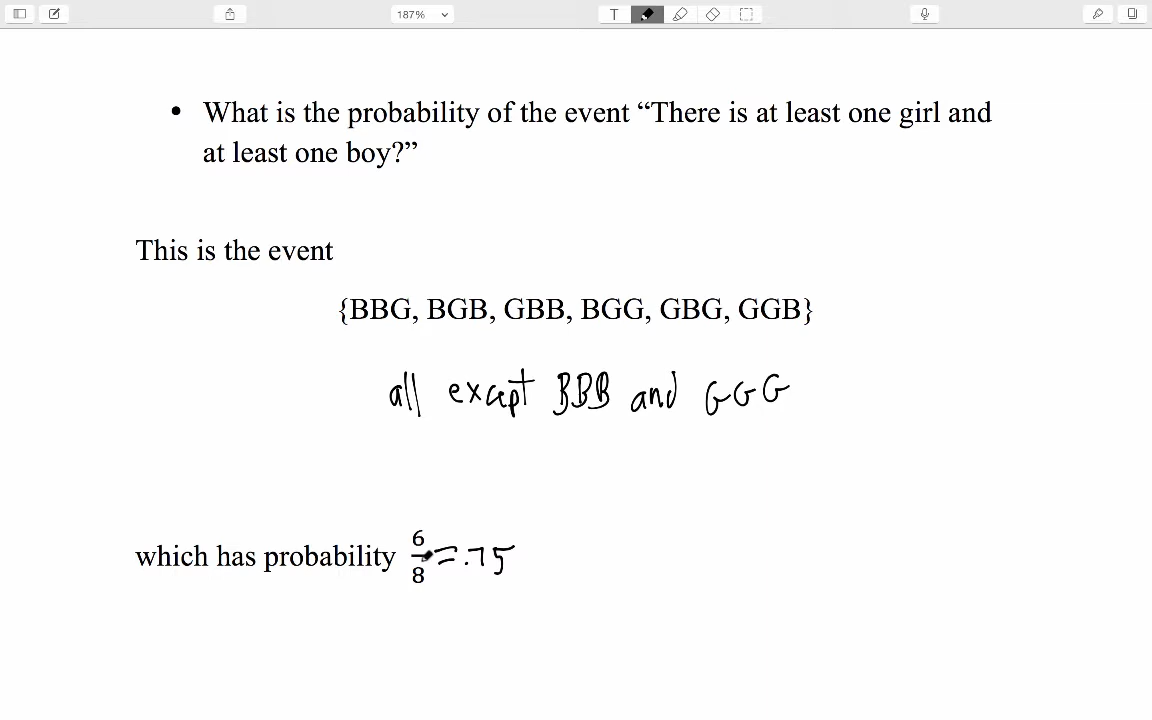 187%
T
• What is the probability of the event “There is at least one girl and
at least one boy?”
This is the event
{BBG, BGB, GBB, BGG, GBG, GGB}
all except BBB and GGG
which has probability 6/8 = .75